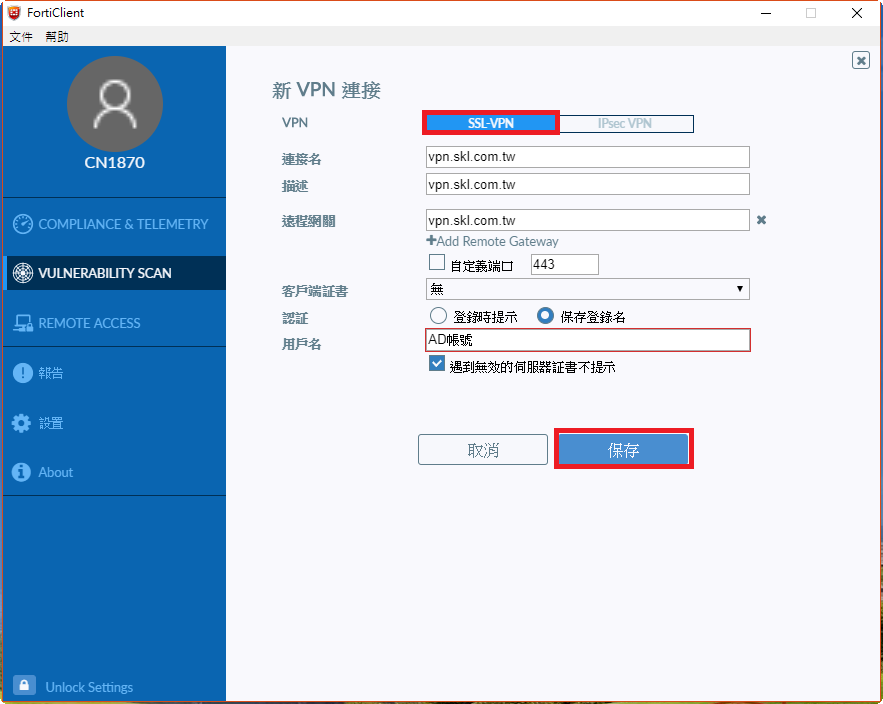 FortiClient
文件 幫助
CN1870
COMPLIANCE & TELEMETRY
VULNERABILITY SCAN
REMOTE ACCESS
報告
設置
About
Unlock Settings
新 VPN 連接
VPN SSL-VPN IPsec VPN
連接名 vpn.skl.com.tw
描述 vpn.skl.com.tw
遠程網關 vpn.skl.com.tw
Add Remote Gateway
自定義端口 443
客戶端証書 無
認証 登錄時提示 保存登錄名
用戶名 AD帳號
遇到無效的伺服器証書不提示
取消 保存